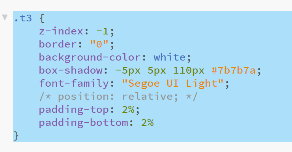 .t3 {
z-index: -1;
border: "0";
background-color: white;
box-shadow: -5px 5px 110px #7b7b7a;
font-family: "Segoe UI Light";
/* position: relative; */
padding-top: 2%;
padding-bottom: 2%
}